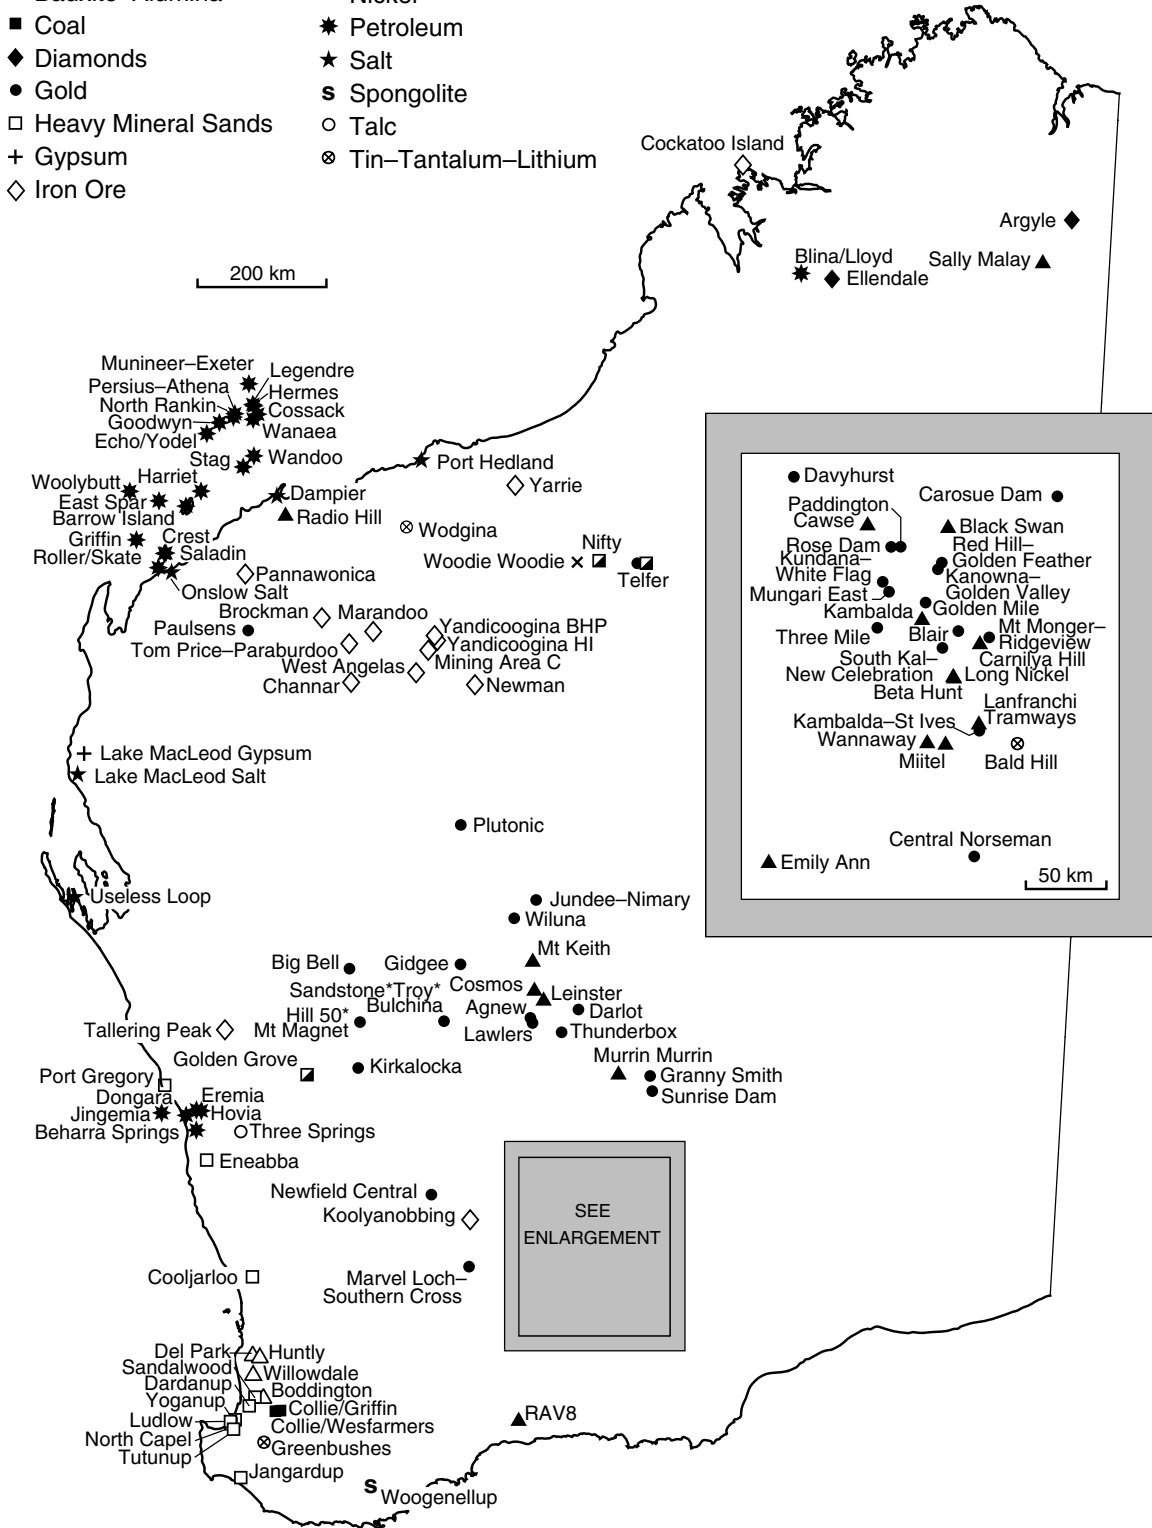 Bauxite–Alumina
Nickel
Coal
Petroleum
Diamonds
Salt
Gold
S Spongolite
Heavy Mineral Sands
Talc
Gypsum
Tin–Tantalum–Lithium
Iron Ore
200 km
Cockatoo Island
Argyle
Blina/Lloyd
Sally Malay
Ellendale
Munineer–Exeter
Legendre
Persius–Athena
Hermes
North Rankin
Cossack
Goodwyn
Wanaea
Echo/Yodel
Stag
Wandoo
Port Hedland
Woolybutt
Harriet
Yarrie
East Spar
Dampier
Barrow Island
Radio Hill
Wodgina
Griffin
Crest
Nifty
Roller/Skate
Saladin
Woodie Woodie
Telfer
Pannawonica
Onslow Salt
Brockman
Marandoo
Paulsens
Yandicoogina BHP
Tom Price–Paraburdoo
Yandicoogina HI
West Angelas
Mining Area C
Channar
Newman
Lake MacLeod Gypsum
Lake MacLeod Salt
Plutonic
Useless Loop
Jundee–Nimary
Wiluna
Mt Keith
Big Bell
Gidgee
Sandstone*Troy*
Cosmos
Leinster
Hill 50*
Bulchina
Agnew
Darlot
Tallering Peak
Mt Magnet
Lawlers
Thunderbox
Golden Grove
Kirkalocka
Murrin Murrin
Port Gregory
Granny Smith
Dongara
Eremia
Sunrise Dam
Jingemia
Hovia
Beharra Springs
Three Springs
Eneabba
Newfield Central
Koolyanobbing
SEE
ENLARGEMENT
Cooljarloo
Marvel Loch–
Southern Cross
Del Park
Huntly
Sandalwood
Willowdale
Dardanup
Boddington
Yoganup
Collie/Griffin
Ludlow
Collie/Wesfarmers
North Capel
Greenbushes
Tutunup
Jangardup
RAV8
S
Woogenellup
Davyhurst
Carosue Dam
Paddington
Cawse
Black Swan
Rose Dam
Red Hill–
Golden Feather
Kundana–
White Flag
Kanowna–
Golden Valley
Mungari East
Kambalda
Golden Mile
Three Mile
Blair
Mt Monger–
Ridgeview
South Kal–
New Celebration
Carnilya Hill
Long Nickel
Beta Hunt
Lanfranchi
Tramways
Kambalda–St Ives
Wannaway
Miitel
Bald Hill
Central Norseman
Emily Ann
50 km